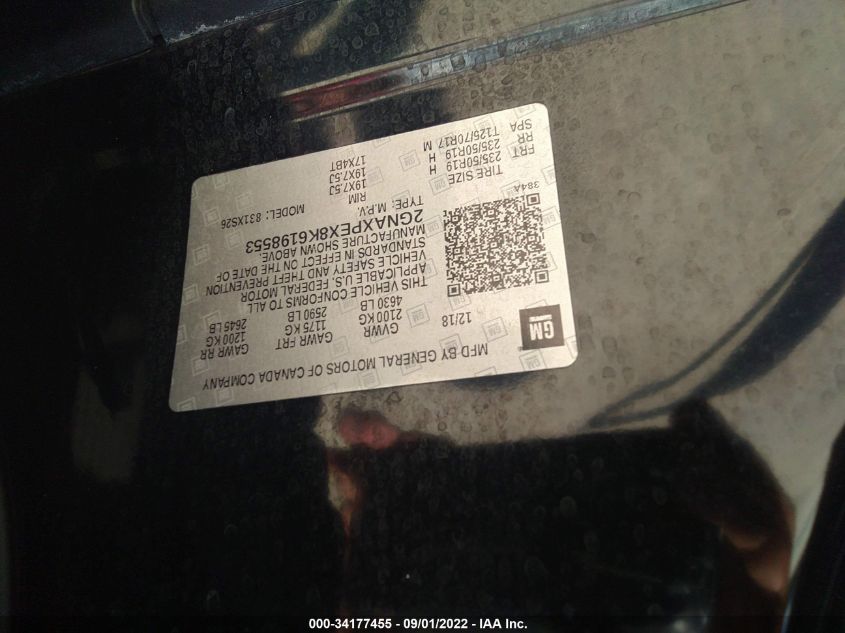 MFD BY GENERAL MOTORS OF CANADA COMPANY
GM
12/18 GVWR GAWR FRT GAWR RR
2100 KG 1175 KG 1200 KG
4630 LB 2590 LB 2645 LB
THIS VEHICLE CONFORMS TO ALL
APPLICABLE U.S. FEDERAL MOTOR
VEHICLE SAFETY AND THEFT PREVENTION
STANDARDS IN EFFECT ON THE DATE OF
MANUFACTURE SHOWN ABOVE.
2GNAXPEX8K6198553
TYPE: M.P.V. MODEL: 831XS26
384A
TIRE SIZE RIM
FRT 235/50R19 H 19X7.5J
RR 235/50R19 H 19X7.5J
SPA T125/70R17 M 17X4BT
000-34177455 - 09/01/2022 - IAA Inc.